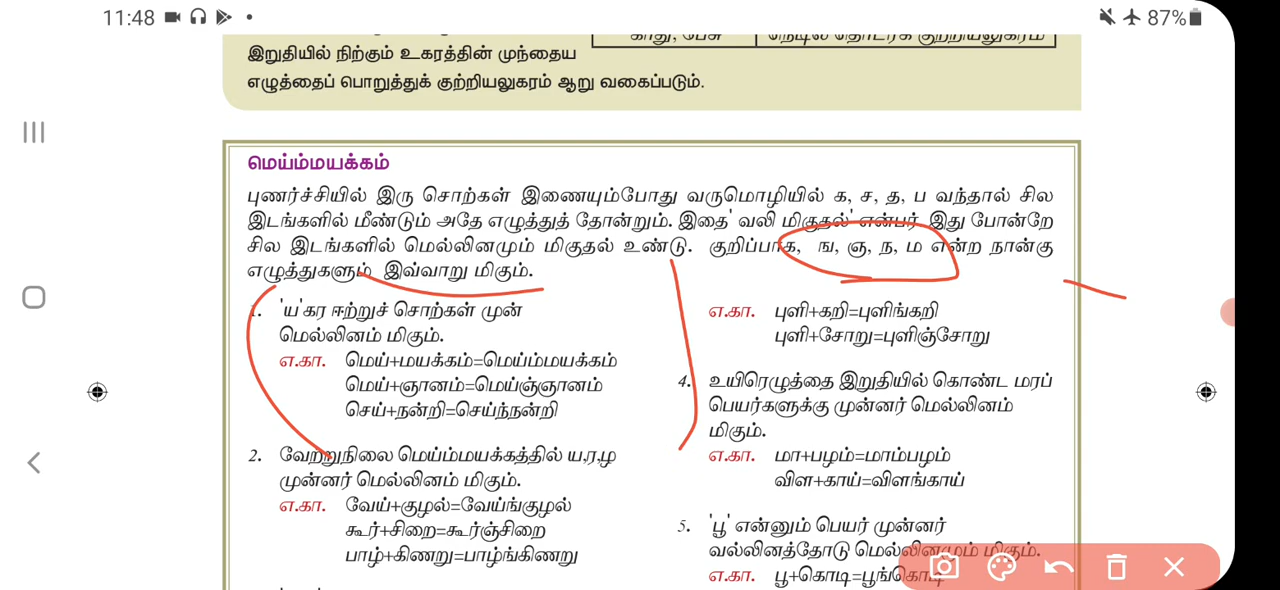 11:48
87%
காது, பேசு நெடில் தொடர்க் குற்றியலுகரம்
இறுதியில் நிற்கும் உகரத்தின் முந்தைய
எழுத்தைப் பொறுத்துக் குற்றியலுகரம் ஆறு வகைப்படும்.
மெய்ம்மயக்கம்
புணர்ச்சியில் இரு சொற்கள் இணையும்போது வருமொழியில் க, ச, த, ப வந்தால் சில
இடங்களில் மீண்டும் அதே எழுத்துத் தோன்றும். இதை' வலி மிகுதல்' என்பர். இது போன்றே
சில இடங்களில் மெல்லினமும் மிகுதல் உண்டு. குறிப்பாக, ங, ஞ, ந, ம என்ற நான்கு
எழுத்துகளும் இவ்வாறு மிகும்.
1. 'ய'கர ஈற்றுச் சொற்கள் முன்
மெல்லினம் மிகும்.
எ.கா. மெய்+மயக்கம்=மெய்ம்மயக்கம்
மெய்+ஞானம்=மெய்ஞ்ஞானம்
செய்+நன்றி=செய்ந்நன்றி
2. வேற்றுநிலை மெய்ம்மயக்கத்தில் ய,ர,ழ
முன்னர் மெல்லினம் மிகும்.
எ.கா. வேய்+குழல்=வேய்ங்குழல்
கூர்+சிறை=கூர்ஞ்சிறை
பாழ்+கிணறு=பாழ்ங்கிணறு
எ.கா. புளி+கறி=புளிங்கறி
புளி+சோறு=புளிஞ்சோறு
4. உயிரெழுத்தை இறுதியில் கொண்ட மரப்
பெயர்களுக்கு முன்னர் மெல்லினம்
மிகும்.
எ.கா. மா+பழம்=மாம்பழம்
விள+காய்=விளங்காய்
5. 'பூ' என்னும் பெயர் முன்னர்
வல்லினத்தோடு மெல்லினமும் மிகும்.
எ.கா. பூ+கொடி=பூங்கொடி